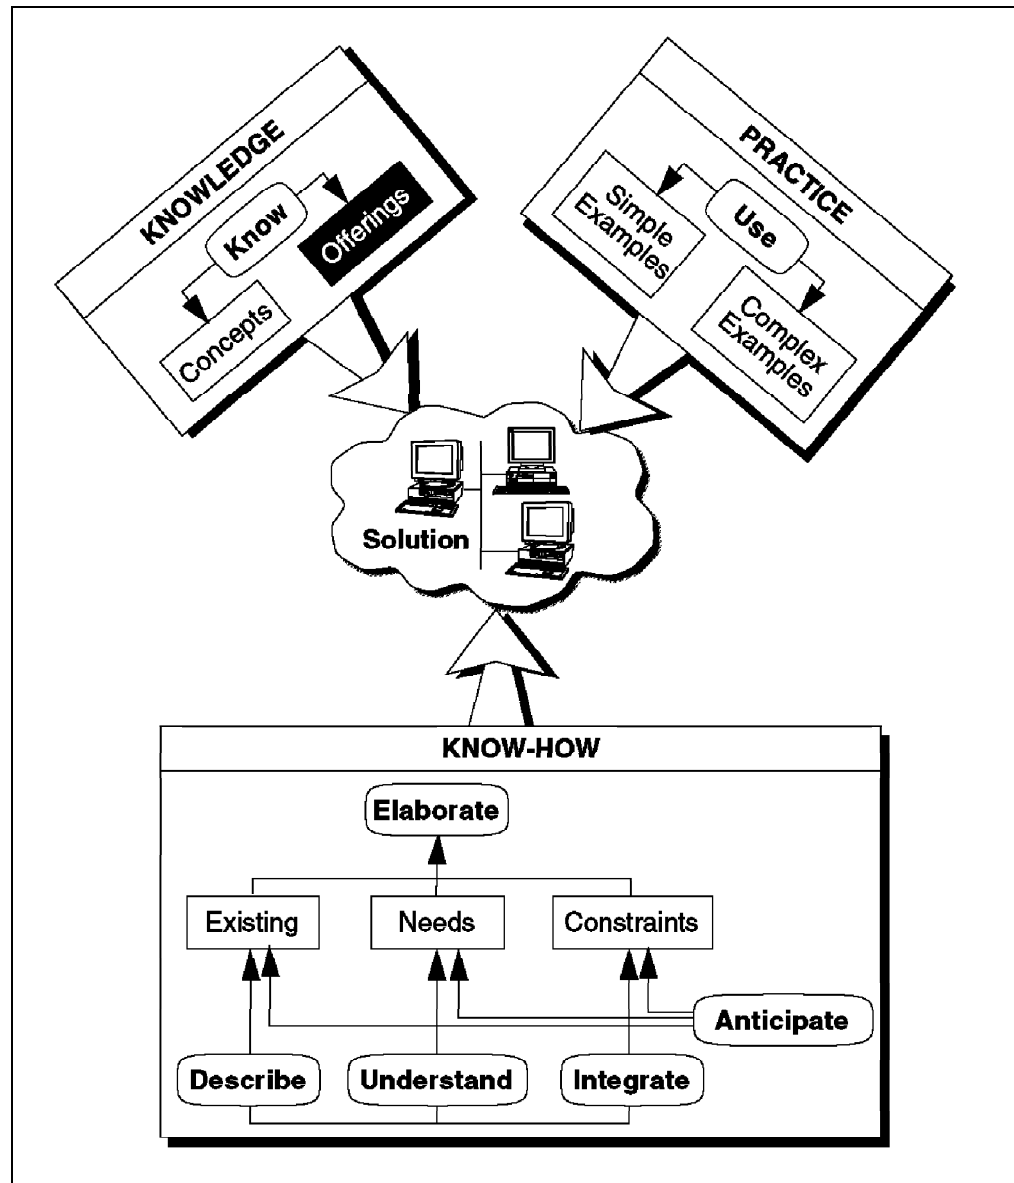 KNOWLEDGE
Know
Offerings
Concepts
PRACTICE
Simple
Examples
Use
Complex
Examples
Solution
KNOW-HOW
Elaborate
Existing
Needs
Constraints
Anticipate
Describe
Understand
Integrate